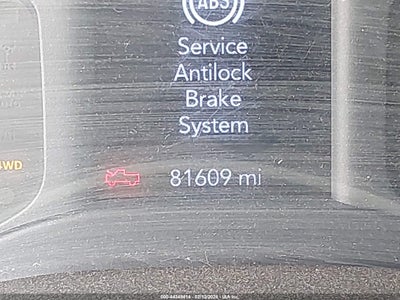 ABS
Service
Antilock
Brake
System
4WD
81609 mi